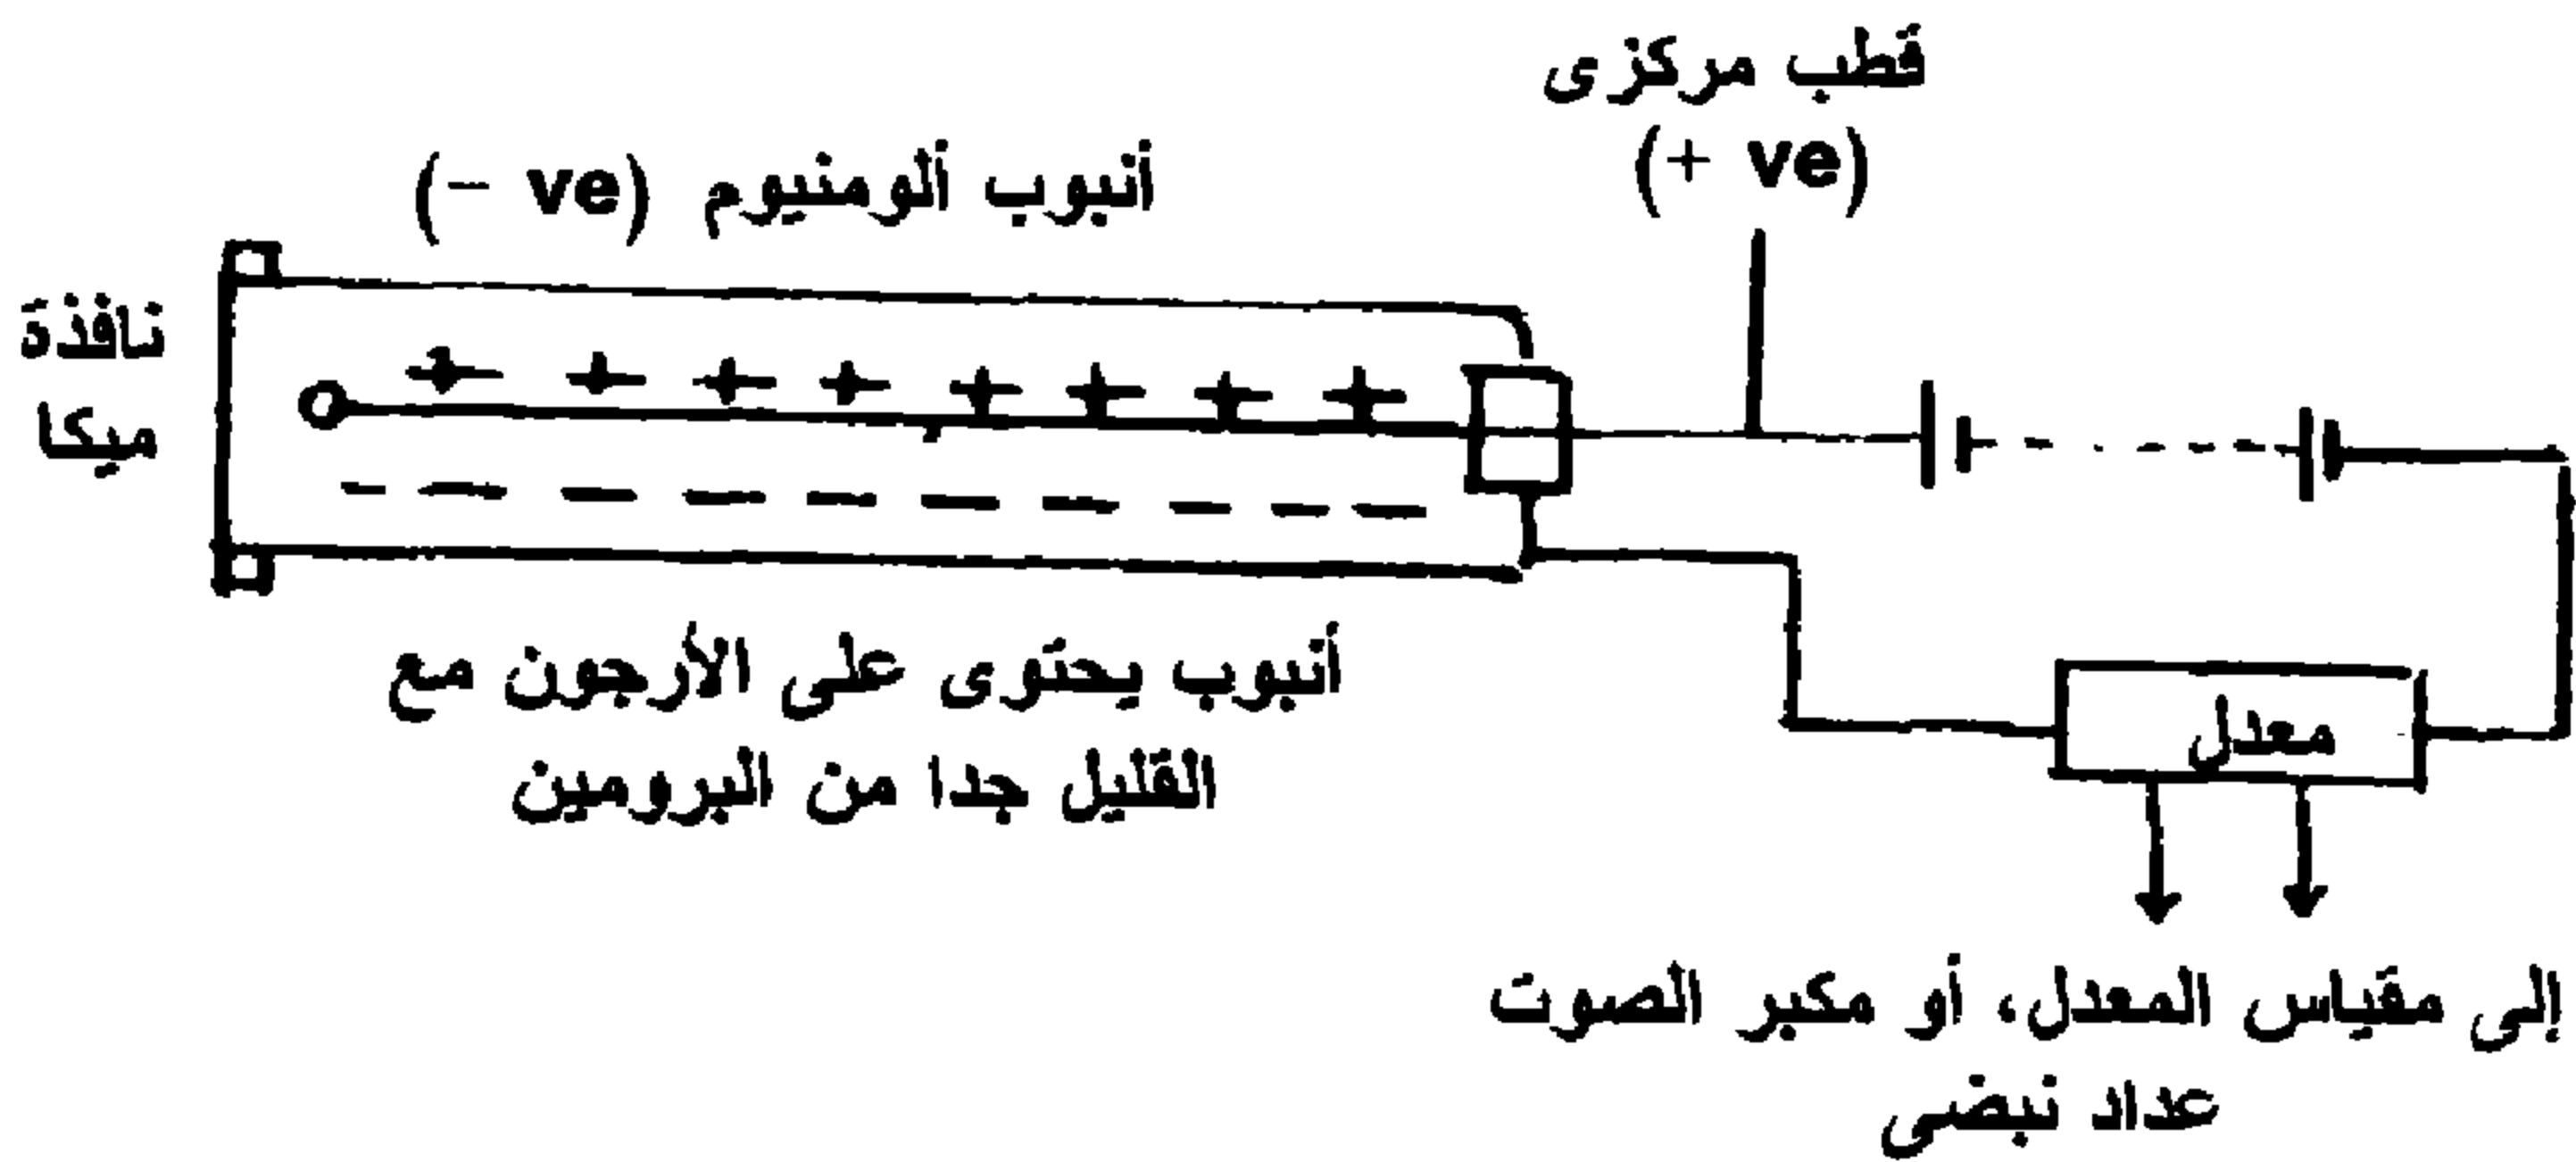 قطب مركزى
(+ ve)
أنبوب ألومنيوم (− ve)
نافذة
ميكا
أنبوب يحتوى على الأرجون مع
القليل جدا من البرومين
معدل
إلى مقياس المعدل، أو مكبر الصوت
عداد نبضى